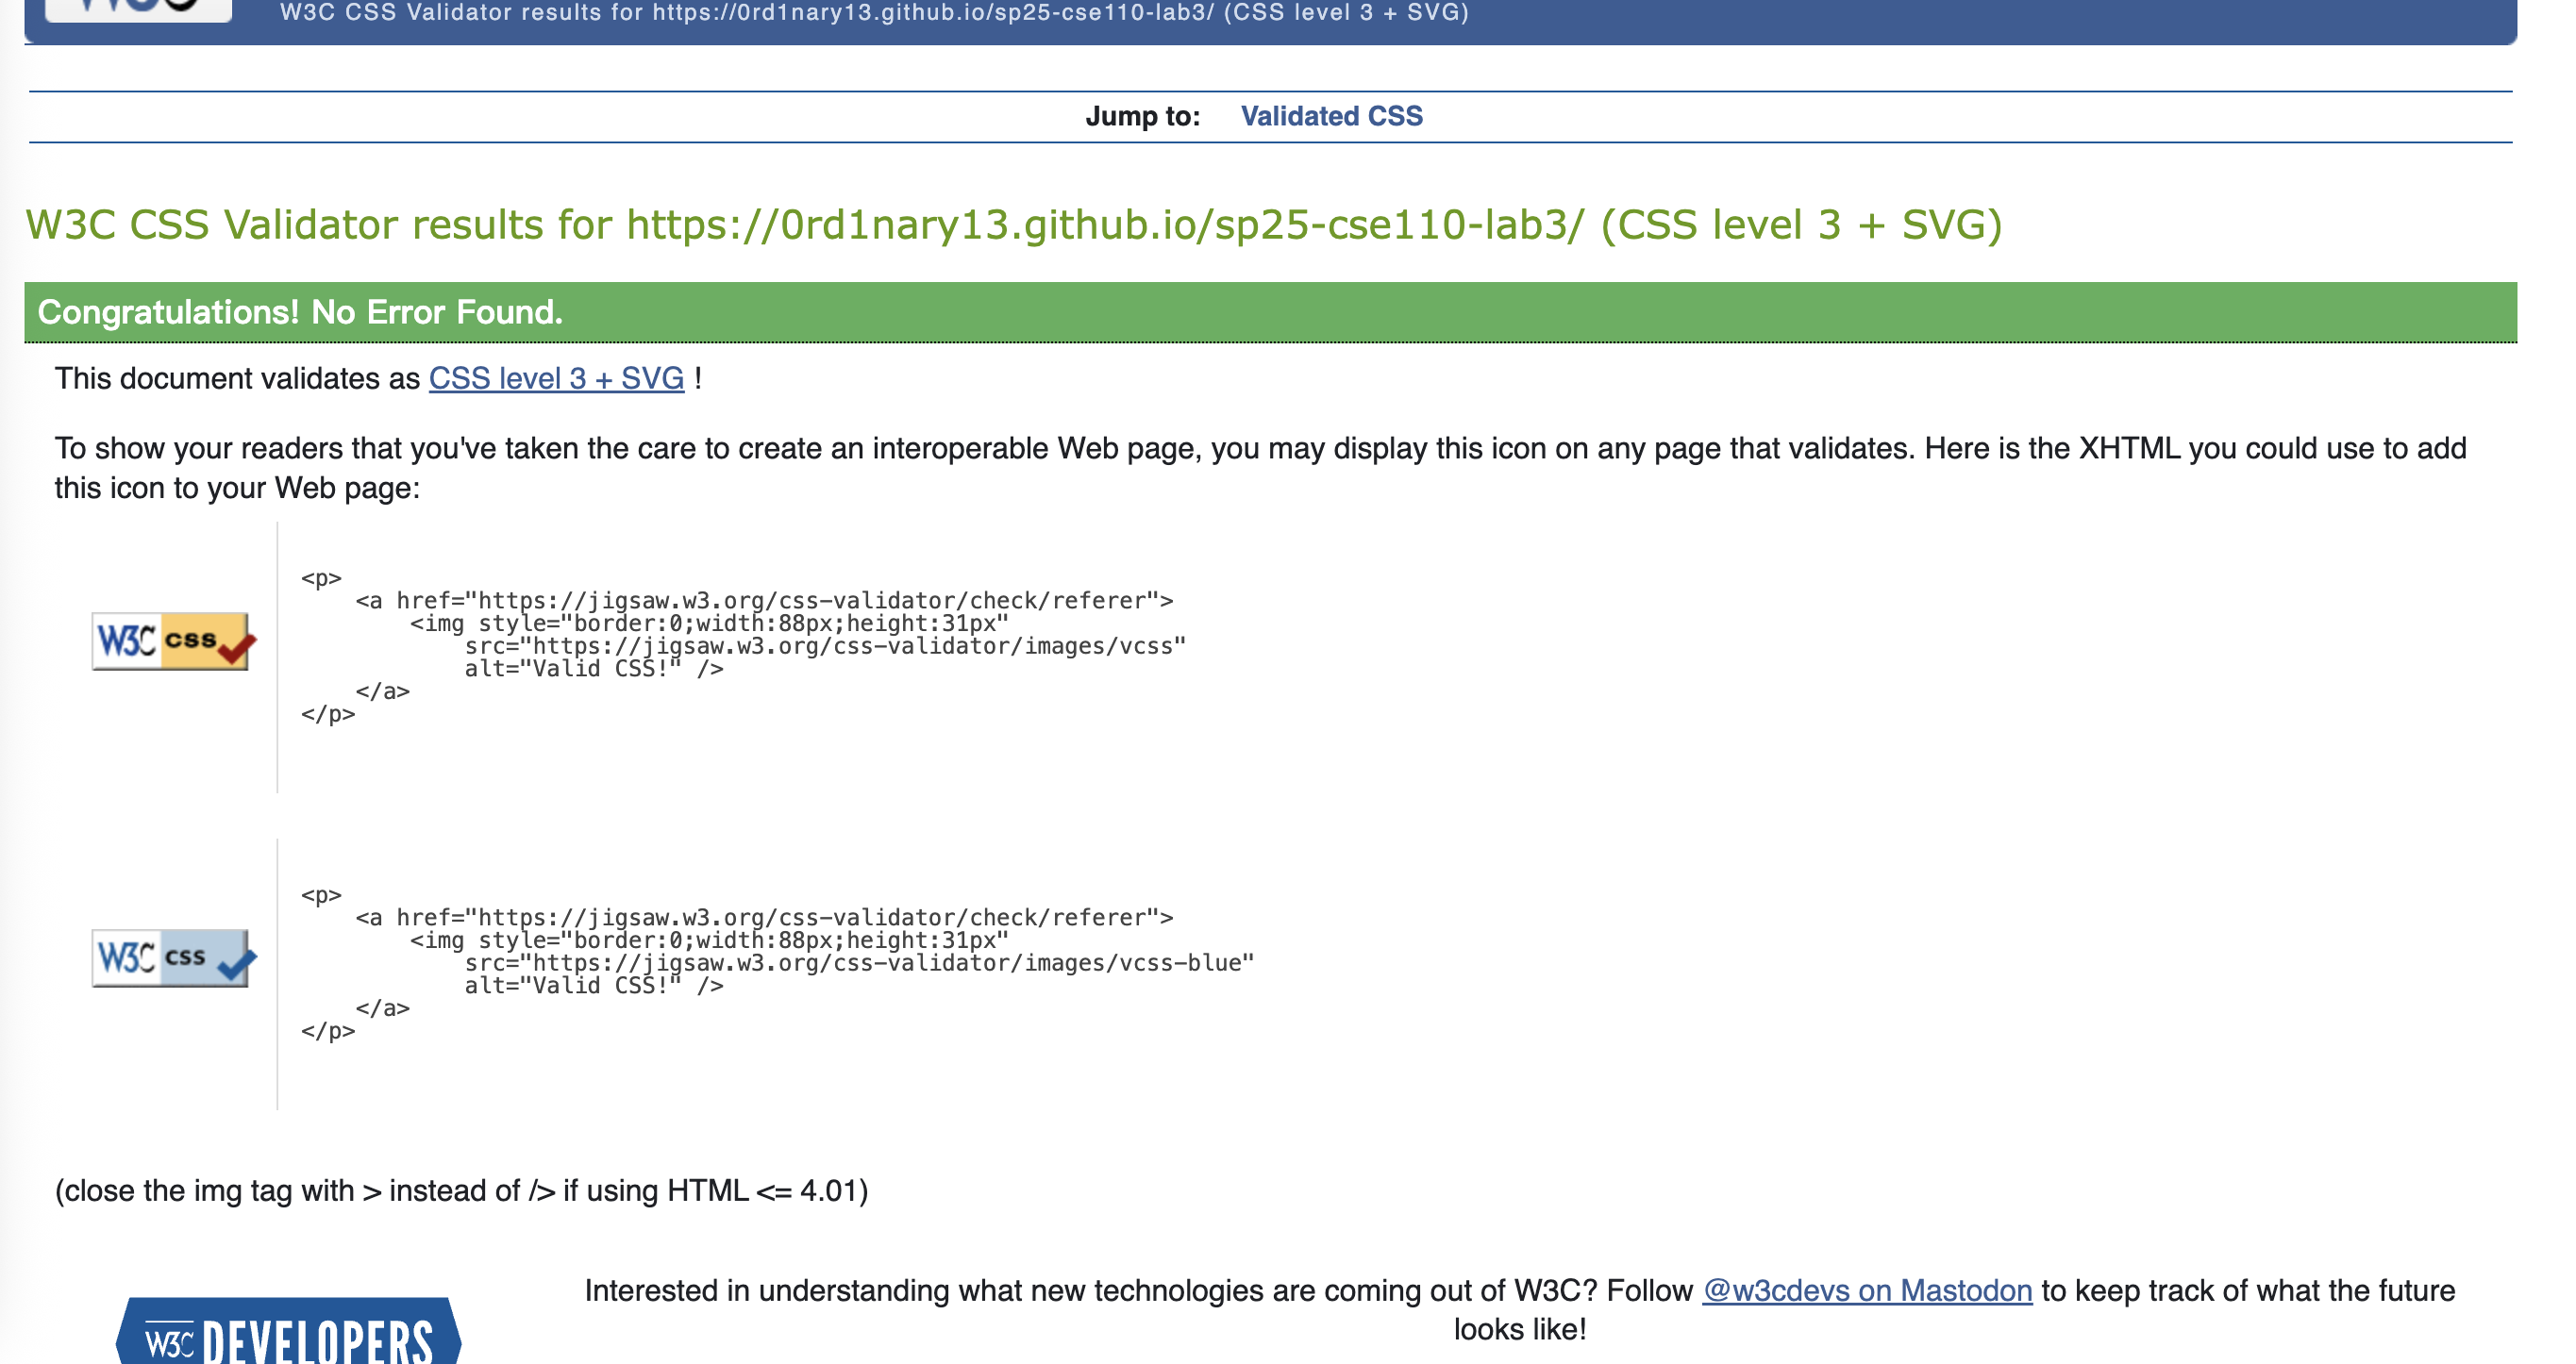 W3C CSS Validator results for https://0rd1nary13.github.io/sp25-cse110-lab3/ (CSS level 3 + SVG)
Jump to: Validated CSS
W3C CSS Validator results for https://0rd1nary13.github.io/sp25-cse110-lab3/ (CSS level 3 + SVG)
Congratulations! No Error Found.
This document validates as CSS level 3 + SVG !
To show your readers that you've taken the care to create an interoperable Web page, you may display this icon on any page that validates. Here is the XHTML you could use to add
this icon to your Web page:
W3C css
<p>
    <a href="https://jigsaw.w3.org/css-validator/check/referer">
        <img style="border:0;width:88px;height:31px"
            src="https://jigsaw.w3.org/css-validator/images/vcss"
            alt="Valid CSS!" />
    </a>
</p>
W3C css
<p>
    <a href="https://jigsaw.w3.org/css-validator/check/referer">
        <img style="border:0;width:88px;height:31px"
            src="https://jigsaw.w3.org/css-validator/images/vcss-blue"
            alt="Valid CSS!" />
    </a>
</p>
(close the img tag with > instead of /> if using HTML <= 4.01)
Interested in understanding what new technologies are coming out of W3C? Follow @w3cdevs on Mastodon to keep track of what the future
looks like!
W3C DEVELOPERS